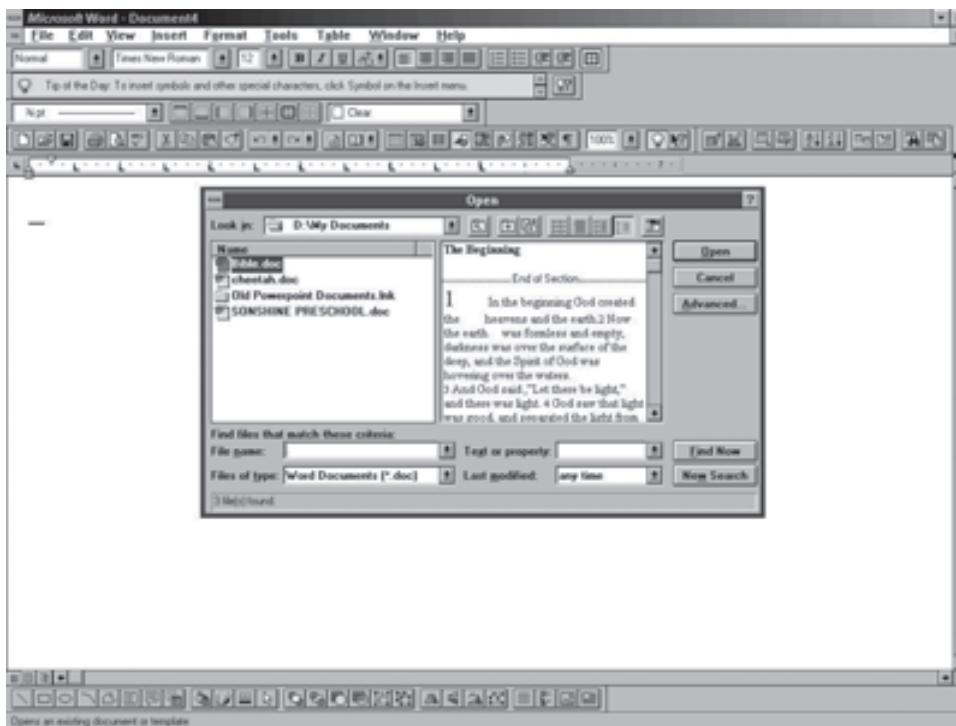 Microsoft Word - Document4
File Edit View Insert Format Tools Table Window Help
Normal Times New Roman 12 B I U
Tip of the Day: To insert symbols and other special characters, click Symbol on the Insert menu.
¾ pt Clear
100%
Open
Look in: D:\My Documents
Name
Bible.doc
cheetah.doc
Old Powerpoint Documents.lnk
SONSHINE PRESCHOOL.doc
The Beginning
End of Section
1 In the beginning God created
the heavens and the earth.2 Now
the earth was formless and empty,
darkness was over the surface of the
deep, and the Spirit of God was
hovering over the waters.
3 And God said,"Let there be light,"
and there was light. 4 God saw that light
was good, and separated the light from
Open
Cancel
Advanced...
Find files that match these criteria:
File name: Text or property: Find Now
Files of type: Word Documents (*.doc) Last modified: any time New Search
3 file(s) found.
Opens an existing document or template